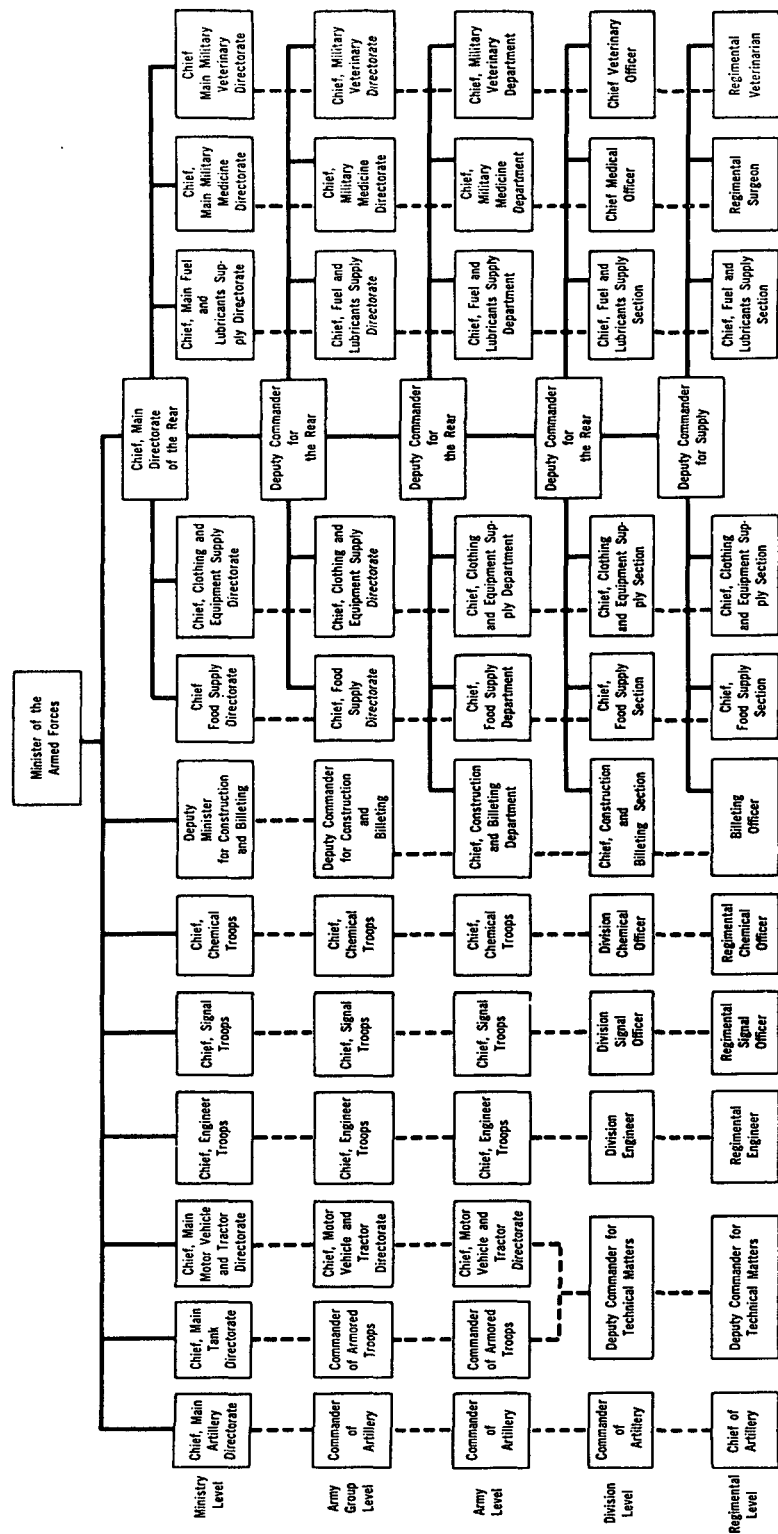 Minister of the
Armed Forces
Ministry
Level
Chief, Main
Artillery
Directorate
Chief, Main
Tank
Directorate
Chief, Main
Motor Vehicle
and Tractor
Directorate
Chief, Engineer
Troops
Chief, Signal
Troops
Chief,
Chemical
Troops
Deputy
Minister
for Construction
and Billeting
Chief
Food Supply
Directorate
Chief, Clothing and
Equipment Supply
Directorate
Chief, Main
Directorate
of the Rear
Chief, Main Fuel
and
Lubricants Sup-
ply Directorate
Chief,
Main Military
Medicine
Directorate
Chief
Main Military
Veterinary
Directorate
Army
Group
Level
Commander
of
Artillery
Commander
of Armored
Troops
Chief, Motor
Vehicle and
Tractor
Directorate
Chief, Engineer
Troops
Chief, Signal
Troops
Chief,
Chemical
Troops
Deputy Commander
for Construction
and
Billeting
Chief, Food
Supply
Directorate
Chief, Clothing and
Equipment Supply
Directorate
Deputy Commander
for
the Rear
Chief, Fuel and
Lubricants Supply
Directorate
Chief,
Military
Medicine
Directorate
Chief, Military
Veterinary
Directorate
Army
Level
Commander
of
Artillery
Commander
of Armored
Troops
Chief, Motor
Vehicle and
Tractor
Directorate
Chief, Engineer
Troops
Chief, Signal
Troops
Chief,
Chemical
Troops
Chief, Construction
and Billeting
Department
Chief,
Food Supply
Department
Chief, Clothing
and Equipment Sup-
ply Department
Deputy Commander
for
the Rear
Chief, Fuel and
Lubricants Supply
Department
Chief,
Military
Medicine
Department
Chief, Military
Veterinary
Department
Division
Level
Commander
of
Artillery
Deputy Commander for
Technical Matters
Division
Engineer
Division
Signal Officer
Division
Chemical Officer
Chief, Construction
and
Billeting Section
Chief,
Food Supply
Section
Chief, Clothing
and Equipment Sup-
ply Section
Deputy Commander
for
the Rear
Chief, Fuel and
Lubricants Supply
Section
Chief Medical
Officer
Chief Veterinary
Officer
Regimental
Level
Chief of
Artillery
Deputy Commander for
Technical Matters
Regimental
Engineer
Regimental
Signal
Officer
Regimental
Chemical Officer
Billeting
Officer
Chief,
Food Supply
Section
Chief, Clothing
and Equipment Sup-
ply Section
Deputy Commander
for Supply
Chief, Fuel and
Lubricants Supply
Section
Regimental
Surgeon
Regimental
Veterinarian